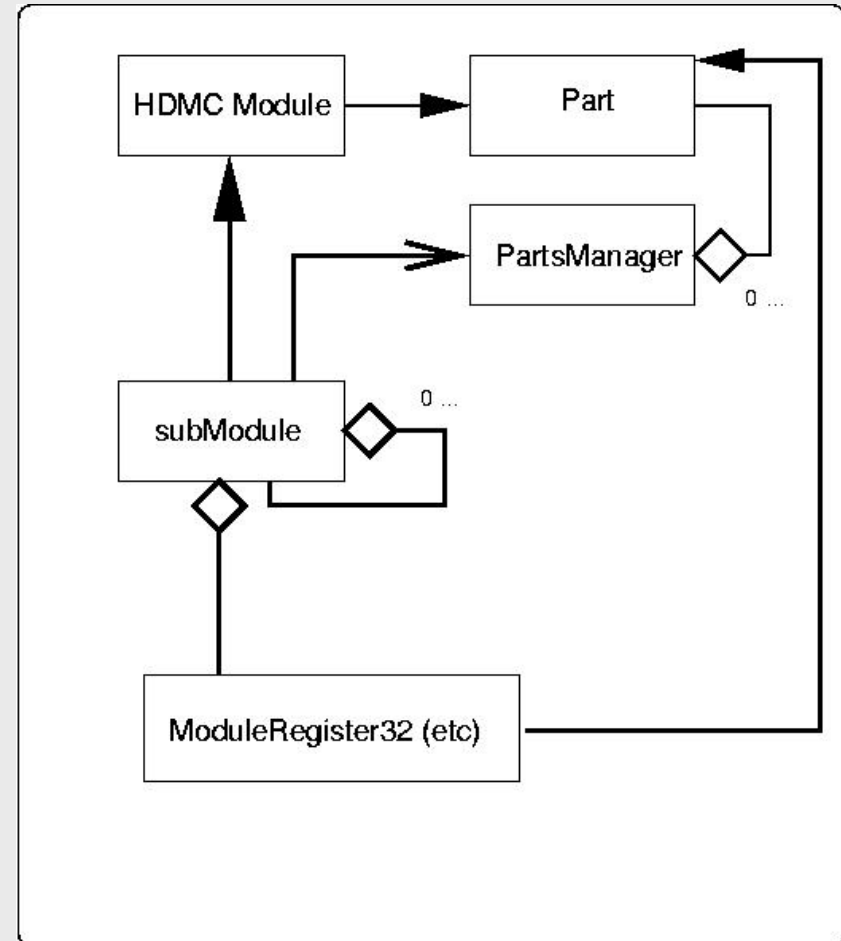 HDMC Module
Part
PartsManager
0 ...
subModule
0 ...
ModuleRegister32 (etc)